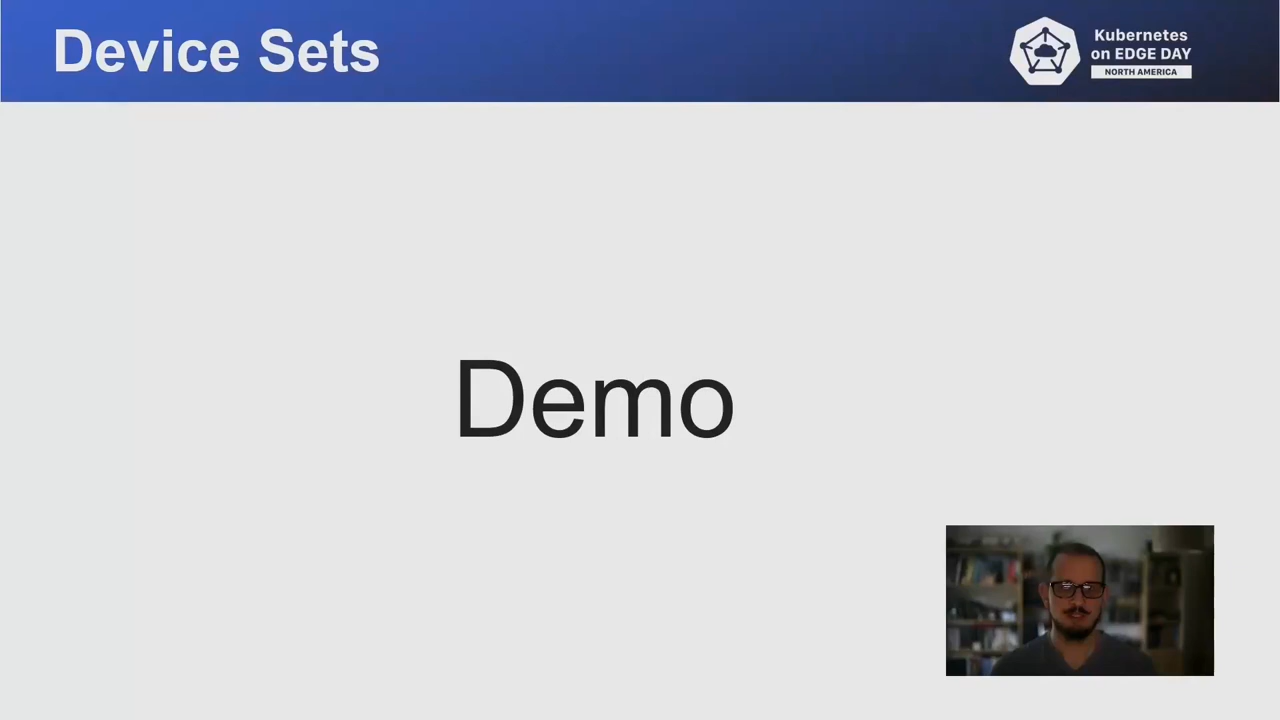 Device Sets
Kubernetes
on EDGE DAY
NORTH AMERICA
Demo